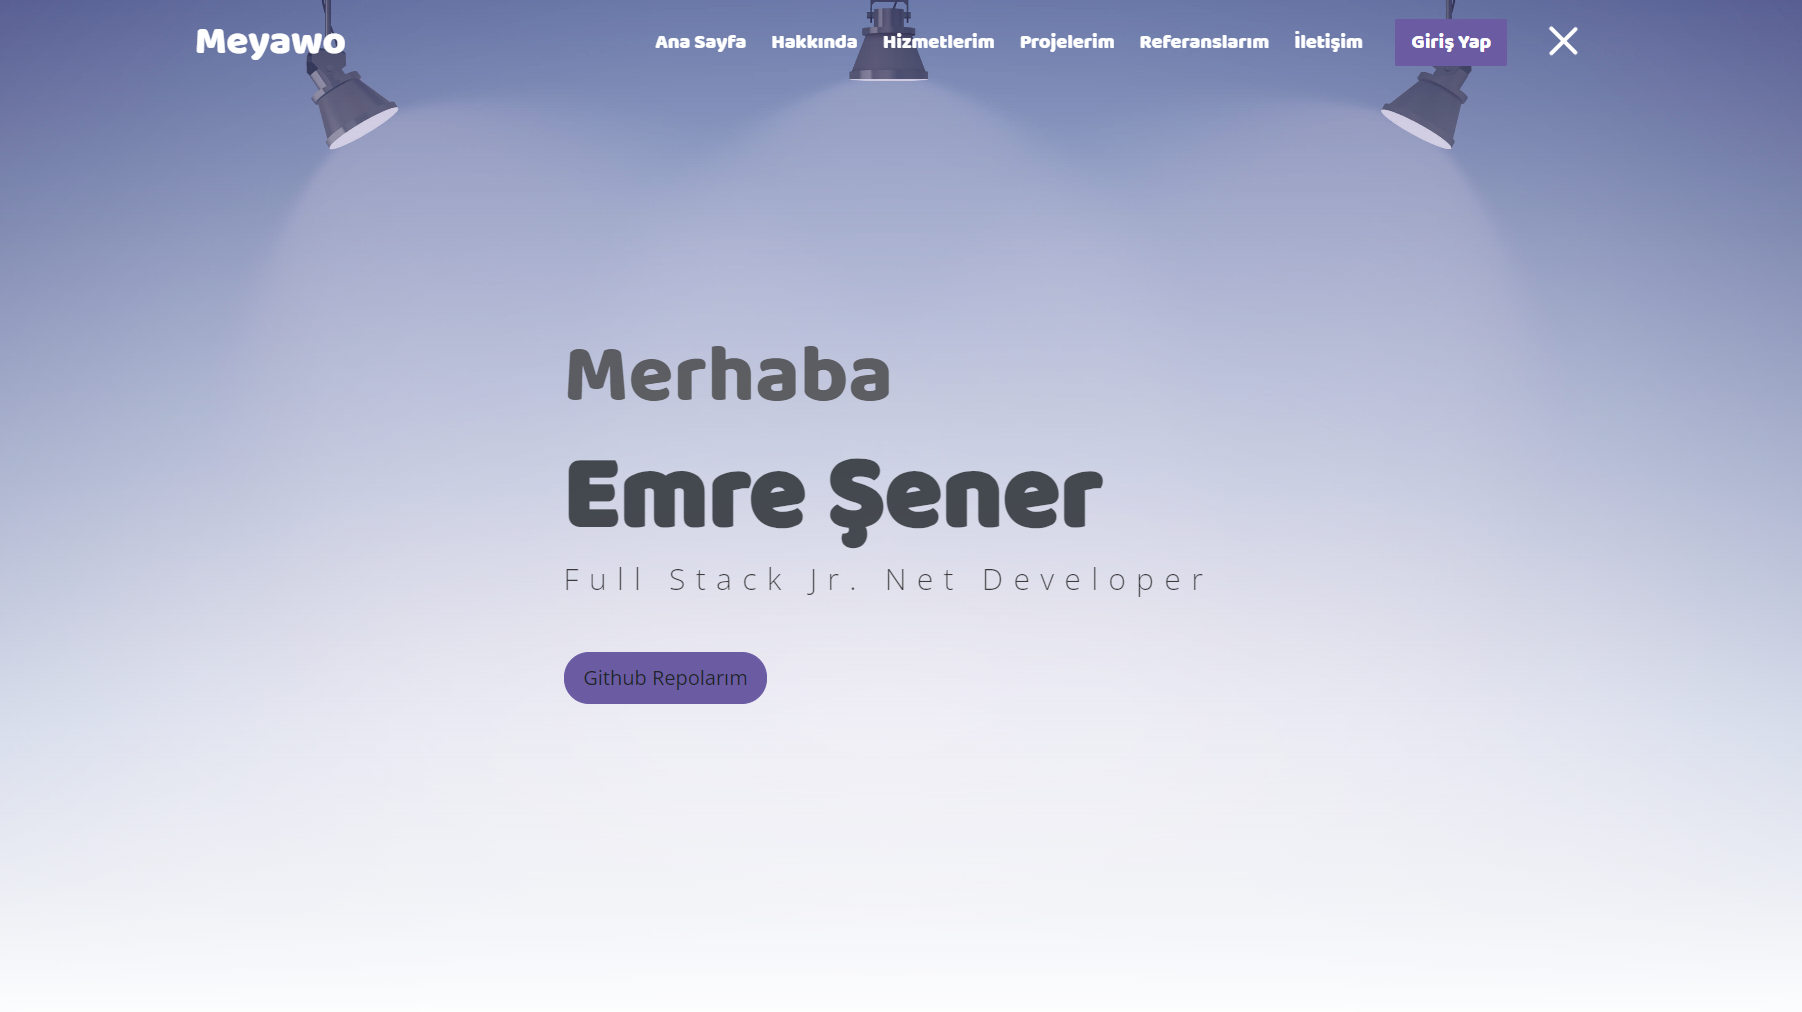 Meyawo
Ana Sayfa Hakkında Hizmetlerim Projelerim Referanslarım İletişim Giriş Yap
Merhaba
Emre Şener
Full Stack Jr. Net Developer
Github Repolarım